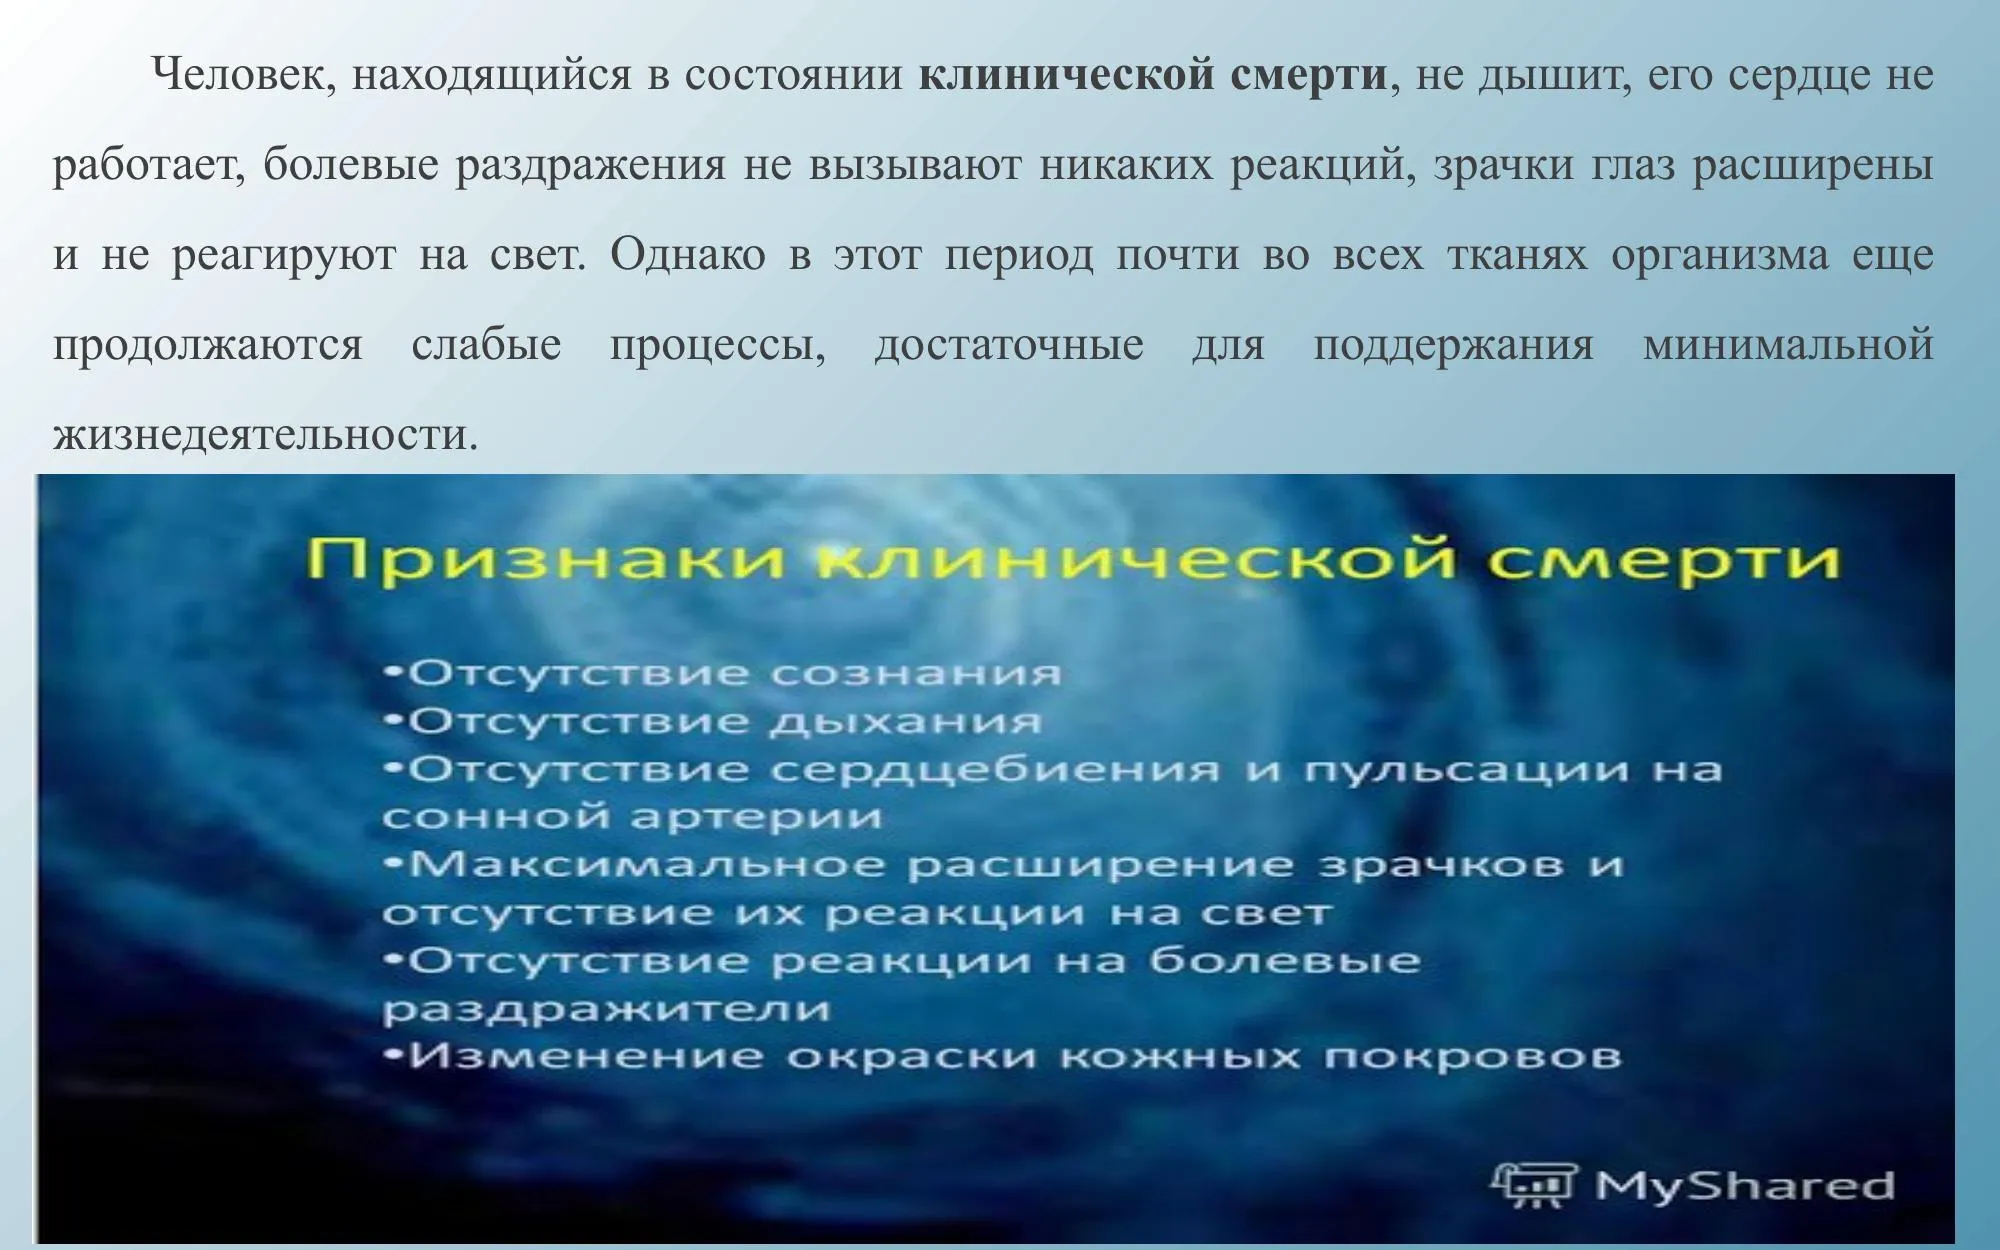 Человек, находящийся в состоянии клинической смерти, не дышит, его сердце не
работает, болевые раздражения не вызывают никаких реакций, зрачки глаз расширены
и не реагируют на свет. Однако в этот период почти во всех тканях организма еще
продолжаются слабые процессы, достаточные для поддержания минимальной
жизнедеятельности.
Признаки клинической смерти
•Отсутствие сознания
•Отсутствие дыхания
•Отсутствие сердцебиения и пульсации на
сонной артерии
•Максимальное расширение зрачков и
отсутствие их реакции на свет
•Отсутствие реакции на болевые
раздражители
•Изменение окраски кожных покровов
MyShared